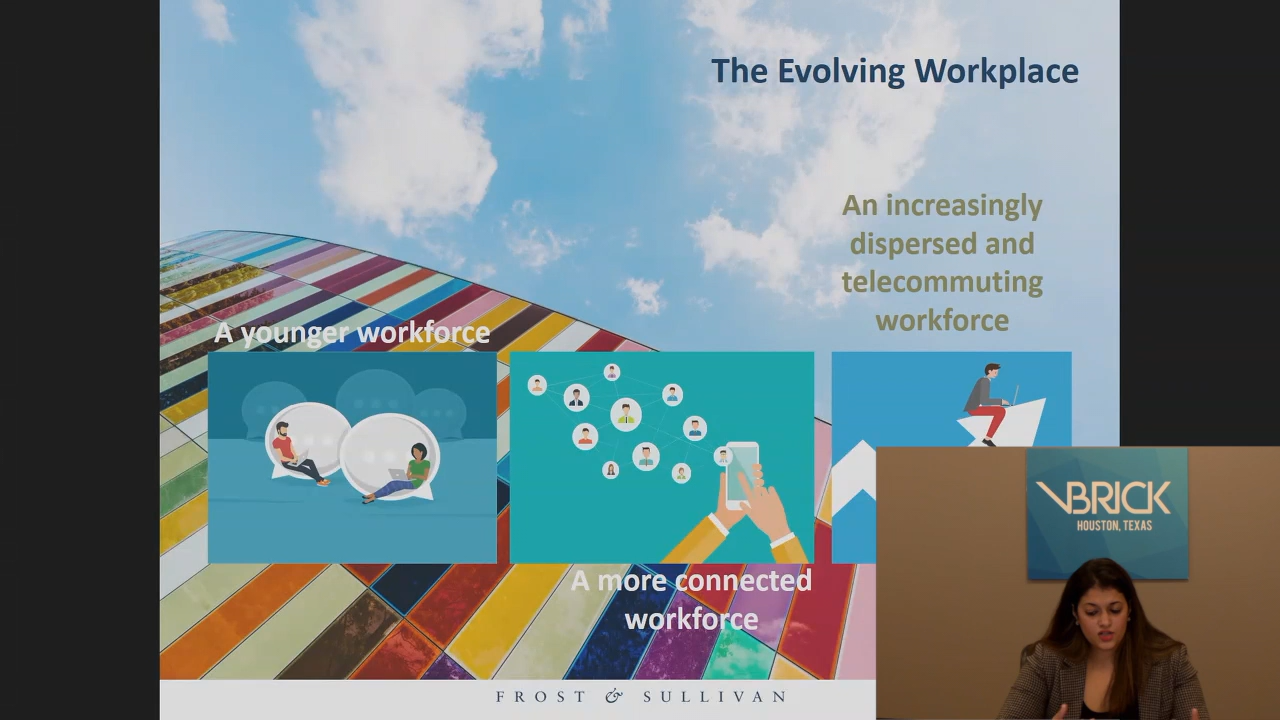 The Evolving Workplace
An increasingly
dispersed and
telecommuting
workforce
A younger workforce
A more connected
workforce
VBRICK
HOUSTON, TEXAS
FROST & SULLIVAN